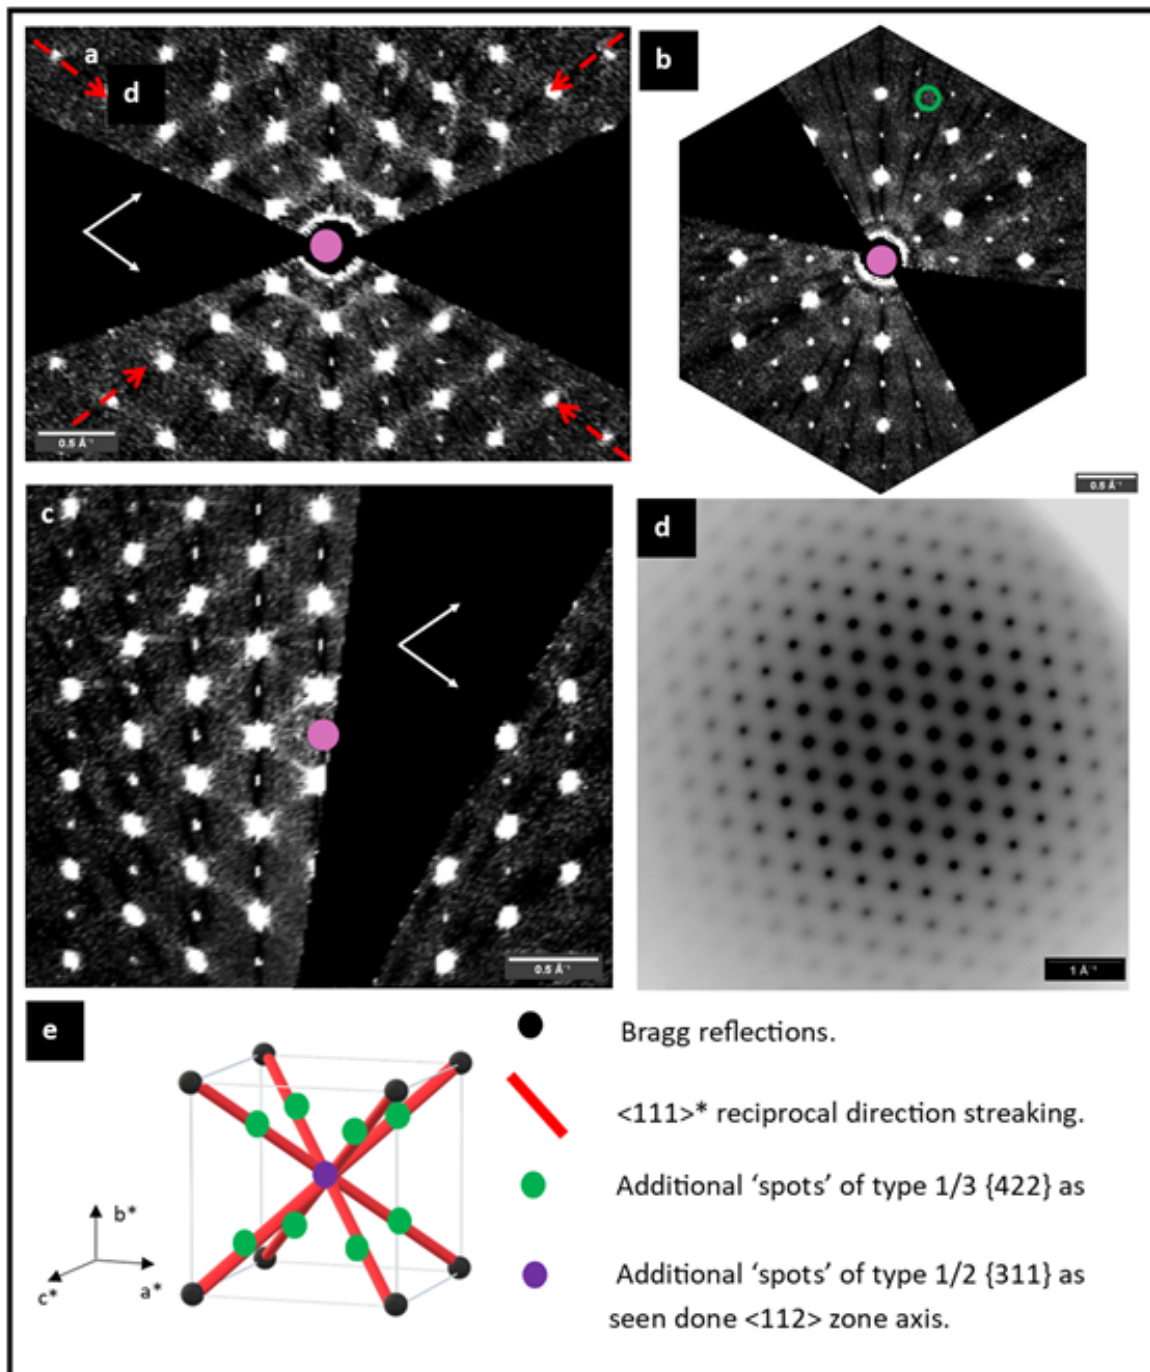 a
d
b
0.5 Å⁻¹
0.5 Å⁻¹
c
d
0.5 Å⁻¹
1 Å⁻¹
e
Bragg reflections.
<111>* reciprocal direction streaking.
Additional ‘spots’ of type 1/3 {422} as
b*
c*
a*
Additional ‘spots’ of type 1/2 {311} as
seen done <112> zone axis.